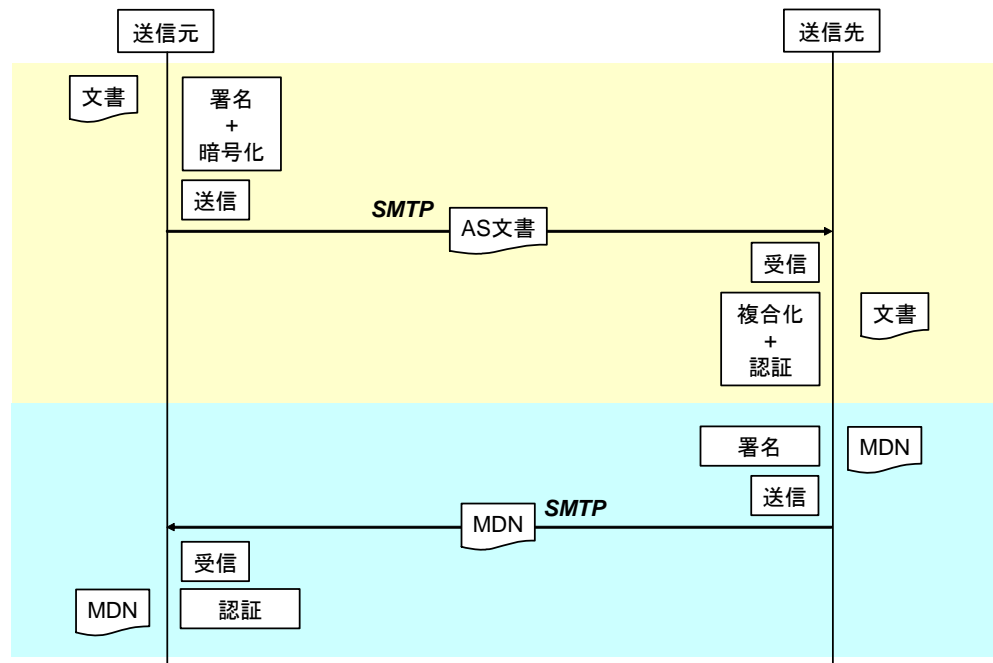 送信元
送信先
文書
署名
+
暗号化
送信
SMTP
AS文書
受信
複合化
+
認証
文書
署名
MDN
送信
SMTP
MDN
受信
MDN
認証